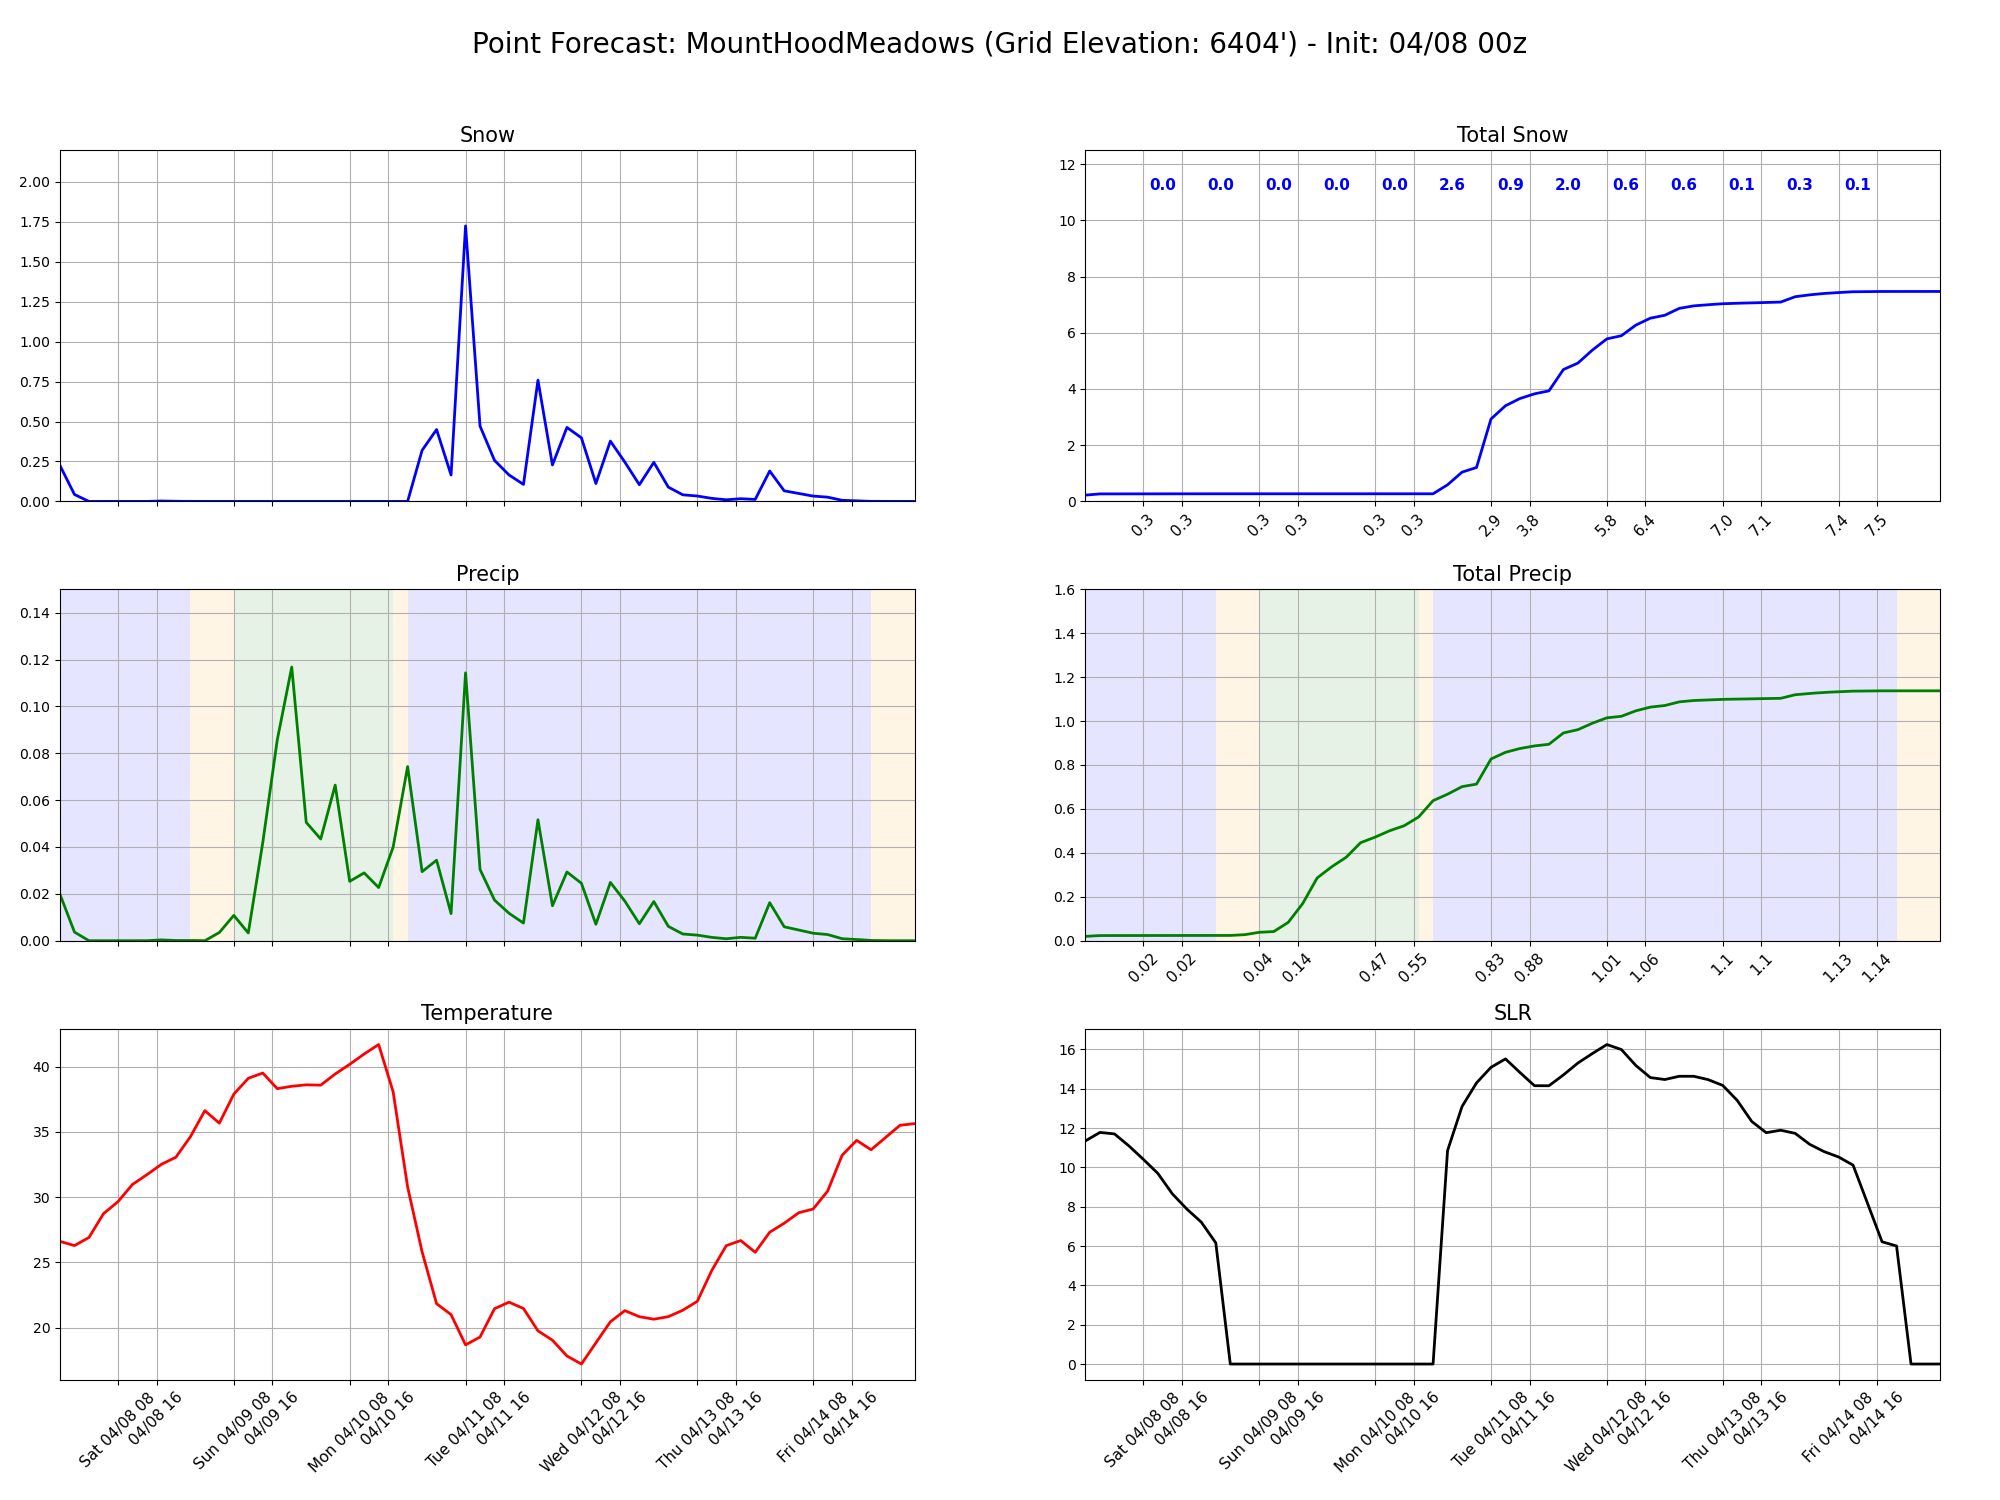 Point Forecast: MountHoodMeadows (Grid Elevation: 6404') - Init: 04/08 00z
Snow
2.00
1.75
1.50
1.25
1.00
0.75
0.50
0.25
0.00
Total Snow
12
10
8
6
4
2
0
0.0 0.0 0.0 0.0 0.0 2.6 0.9 2.0 0.6 0.6 0.1 0.3 0.1
0.3 0.3 0.3 0.3 0.3 0.3 2.9 3.8 5.8 6.4 7.0 7.1 7.4 7.5
Precip
0.14
0.12
0.10
0.08
0.06
0.04
0.02
0.00
Total Precip
1.6
1.4
1.2
1.0
0.8
0.6
0.4
0.2
0.0
0.02 0.02 0.04 0.14 0.47 0.55 0.83 0.88 1.01 1.06 1.1 1.1 1.13 1.14
Temperature
40
35
30
25
20
Sat 04/08 08
04/08 16
Sun 04/09 08
04/09 16
Mon 04/10 08
04/10 16
Tue 04/11 08
04/11 16
Wed 04/12 08
04/12 16
Thu 04/13 08
04/13 16
Fri 04/14 08
04/14 16
SLR
16
14
12
10
8
6
4
2
0
Sat 04/08 08
04/08 16
Sun 04/09 08
04/09 16
Mon 04/10 08
04/10 16
Tue 04/11 08
04/11 16
Wed 04/12 08
04/12 16
Thu 04/13 08
04/13 16
Fri 04/14 08
04/14 16